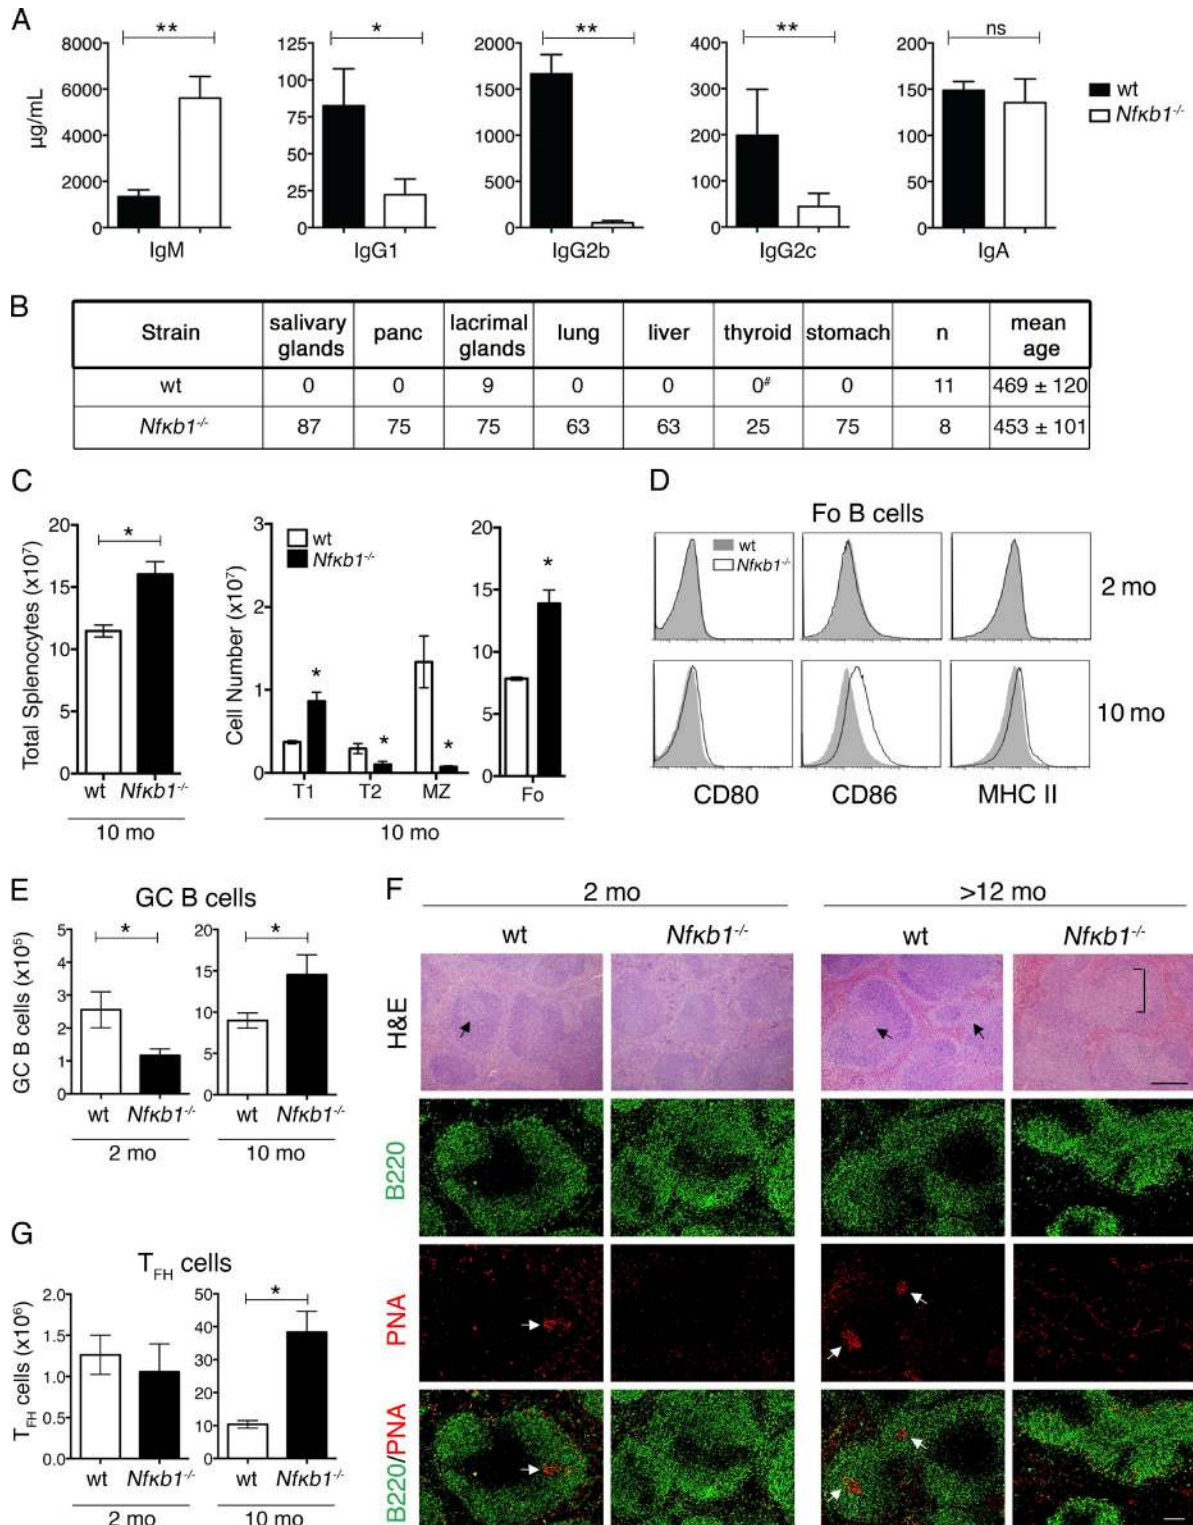 A
μg/mL
8000
6000
4000
2000
0
**
IgM
125
100
75
50
25
0
*
IgG1
2000
1500
1000
500
0
**
IgG2b
400
300
200
100
0
**
IgG2c
200
150
100
50
0
ns
IgA
wt
Nfκb1-/-
B
Strain salivary glands panc lacrimal glands lung liver thyroid stomach n mean age
wt 0 0 9 0 0 0# 0 11 469 ± 120
Nfκb1-/- 87 75 75 63 63 25 75 8 453 ± 101
C
Total Splenocytes (x10⁷)
20
15
10
5
0
*
wt Nfκb1-/-
10 mo
Cell Number (x10⁷)
3
2
1
0
wt
Nfκb1-/-
* * *
T1 T2 MZ
20
15
10
5
0
*
Fo
10 mo
D
Fo B cells
wt
Nfκb1-/-
2 mo
10 mo
CD80 CD86 MHC II
E
GC B cells
GC B cells (x10⁵)
5
4
3
2
1
0
*
wt Nfκb1-/-
2 mo
20
15
10
5
0
*
wt Nfκb1-/-
10 mo
F
2 mo >12 mo
wt Nfκb1-/- wt Nfκb1-/-
H&E
B220
PNA
B220/PNA
G
TFH cells
TFH cells (x10⁶)
2.0
1.5
1.0
0.5
0.0
wt Nfκb1-/-
2 mo
50
40
30
20
10
0
*
wt Nfκb1-/-
10 mo